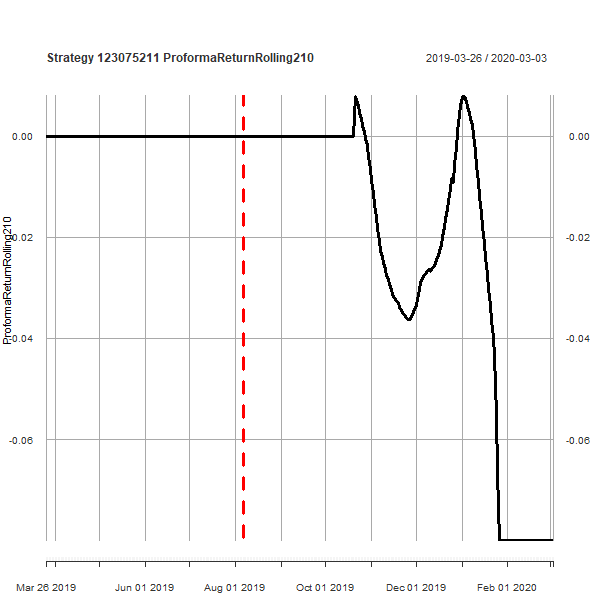 Strategy 123075211 ProformaReturnRolling210
2019-03-26 / 2020-03-03
0.00
0.00
-0.02
-0.02
ProformaReturnRolling210
-0.04
-0.04
-0.06
-0.06
Mar 26 2019
Jun 01 2019
Aug 01 2019
Oct 01 2019
Dec 01 2019
Feb 01 2020